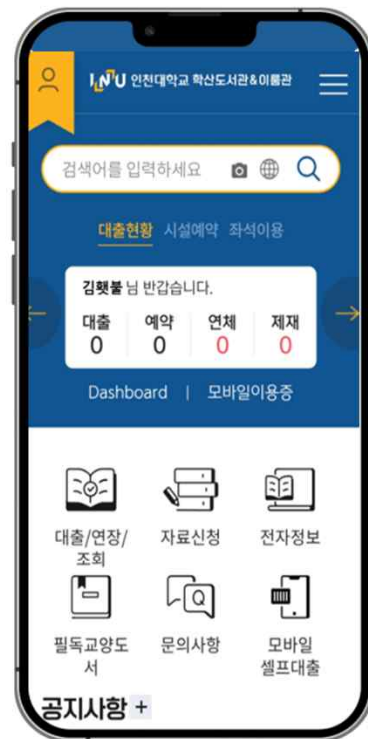 INU 인천대학교 학산도서관&이룸관
검색어를 입력하세요
대출현황 시설예약 좌석이용
김횃불 님 반갑습니다.
대출 예약 연체 제재
0 0 0 0
Dashboard | 모바일이용증
대출/연장/ 자료신청 전자정보
조회
Q
필독교양도 문의사항 모바일
서 셀프대출
공지사항 +